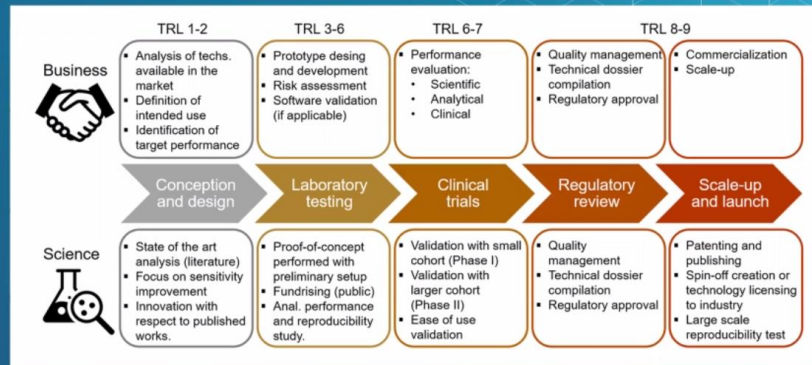 TRL 1-2
TRL 3-6
TRL 6-7
TRL 8-9
Business
▪ Analysis of techs.
available in the
market
▪ Definition of
intended use
▪ Identification of
target performance
▪ Prototype desing
and development
▪ Risk assessment
▪ Software validation
(if applicable)
▪ Performance
evaluation:
• Scientific
• Analytical
• Clinical
▪ Quality management
▪ Technical dossier
compilation
▪ Regulatory approval
▪ Commercialization
▪ Scale-up
Conception
and design
Laboratory
testing
Clinical
trials
Regulatory
review
Scale-up
and launch
Science
▪ State of the art
analysis (literature)
▪ Focus on sensitivity
improvement
▪ Innovation with
respect to published
works.
▪ Proof-of-concept
performed with
preliminary setup
▪ Fundrising (public)
▪ Anal. performance
and reproducibility
study.
▪ Validation with small
cohort (Phase I)
▪ Validation with
larger cohort
(Phase II)
▪ Ease of use
validation
▪ Quality
management
▪ Technical dossier
compilation
▪ Regulatory approval
▪ Patenting and
publishing
▪ Spin-off creation or
technology licensing
to industry
▪ Large scale
reproducibility test